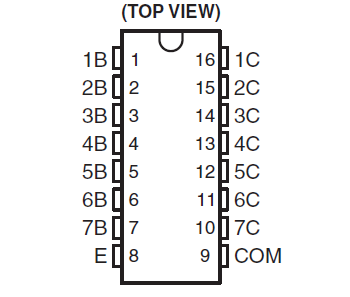 (TOP VIEW)
1B 1 16 1C
2B 2 15 2C
3B 3 14 3C
4B 4 13 4C
5B 5 12 5C
6B 6 11 6C
7B 7 10 7C
E 8 9 COM